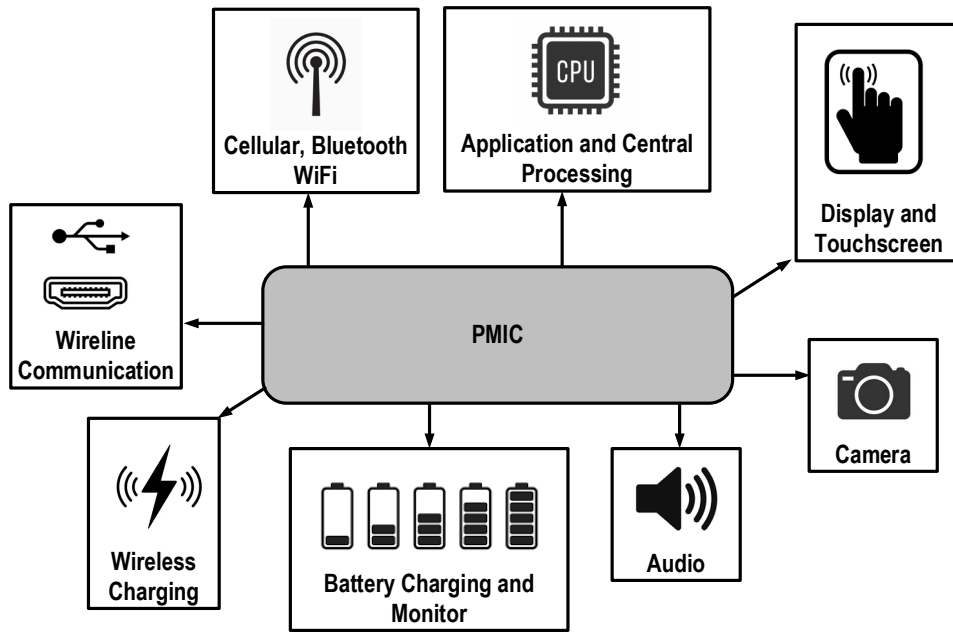 CPU
Cellular, Bluetooth
WiFi
Application and Central
Processing
Display and
Touchscreen
Wireline
Communication
PMIC
Camera
Wireless
Charging
Battery Charging and
Monitor
Audio